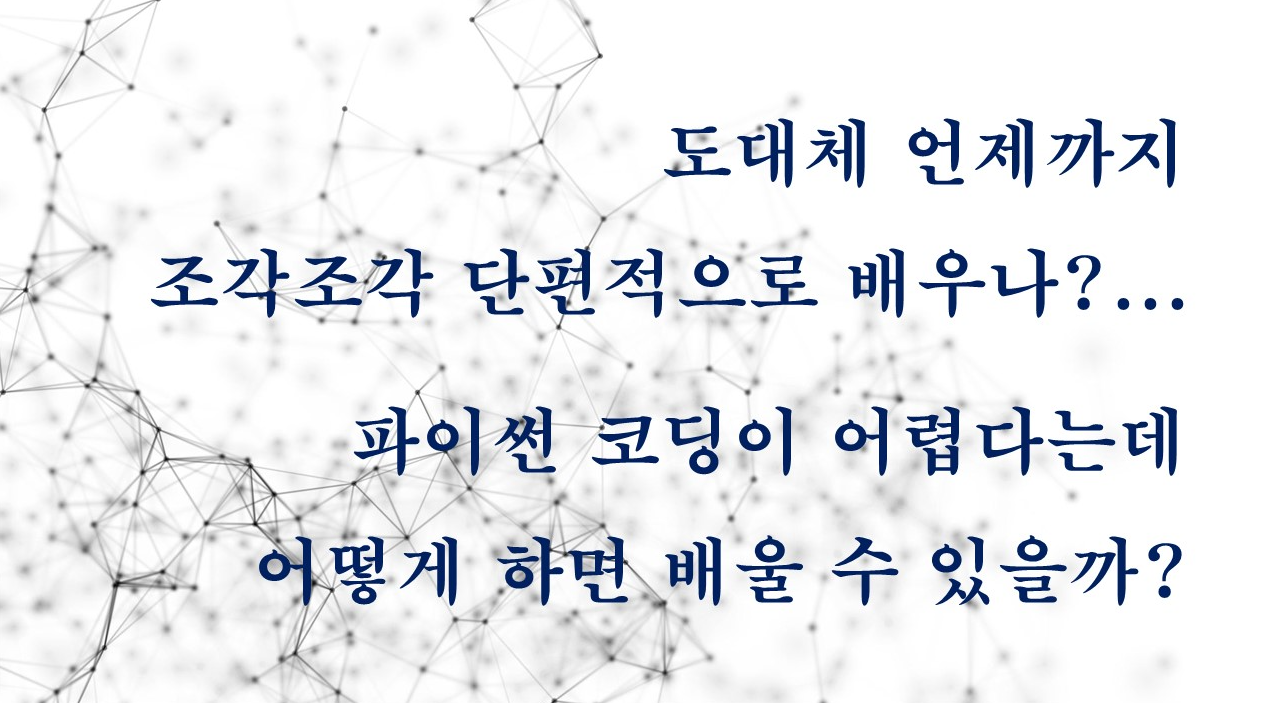 도대체 언제까지
조각조각 단편적으로 배우나?...
파이썬 코딩이 어렵다는데
어떻게 하면 배울 수 있을까?